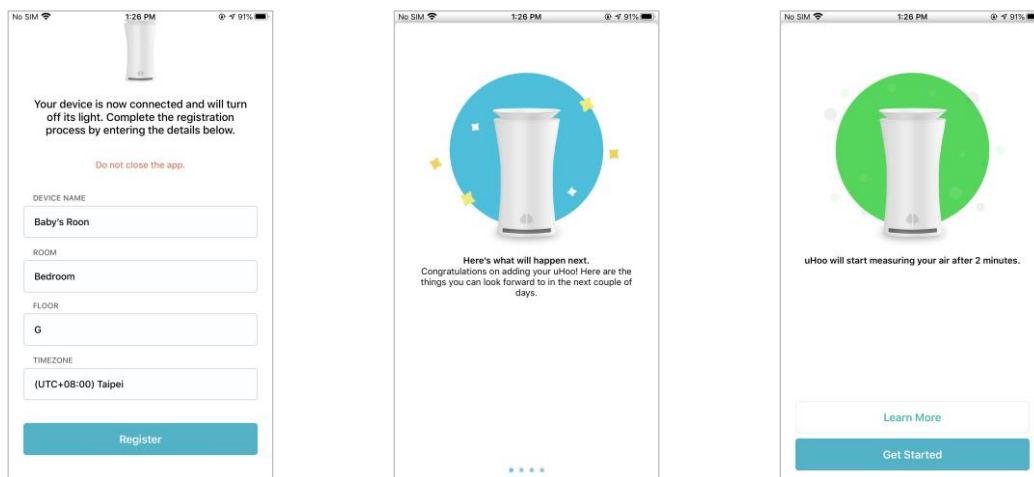 No SIM 1:26 PM 91%
Your device is now connected and will turn
off its light. Complete the registration
process by entering the details below.
Do not close the app.
DEVICE NAME
Baby's Roon
ROOM
Bedroom
FLOOR
G
TIMEZONE
(UTC+08:00) Taipei
Register
No SIM 1:26 PM 91%
Here's what will happen next.
Congratulations on adding your uHoo! Here are the
things you can look forward to in the next couple of
days.
No SIM 1:26 PM 91%
uHoo will start measuring your air after 2 minutes.
Learn More
Get Started